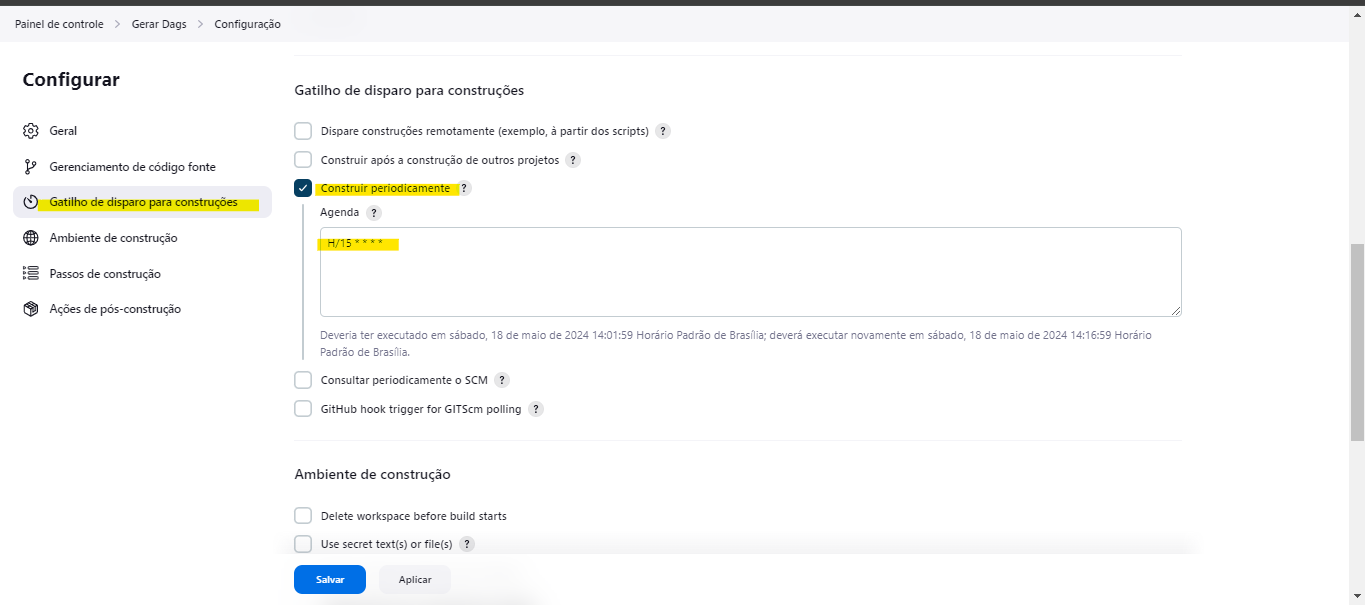 Painel de controle > Gerar Dags > Configuração
Configurar
Geral
Gerenciamento de código fonte
Gatilho de disparo para construções
Ambiente de construção
Passos de construção
Ações de pós-construção
Gatilho de disparo para construções
Dispare construções remotamente (exemplo, à partir dos scripts) ?
Construir após a construção de outros projetos ?
Construir periodicamente ?
Agenda ?
H/15 * * * *
Deveria ter executado em sábado, 18 de maio de 2024 14:01:59 Horário Padrão de Brasília; deverá executar novamente em sábado, 18 de maio de 2024 14:16:59 Horário
Padrão de Brasília.
Consultar periodicamente o SCM ?
GitHub hook trigger for GITScm polling ?
Ambiente de construção
Delete workspace before build starts
Use secret text(s) or file(s) ?
Salvar
Aplicar